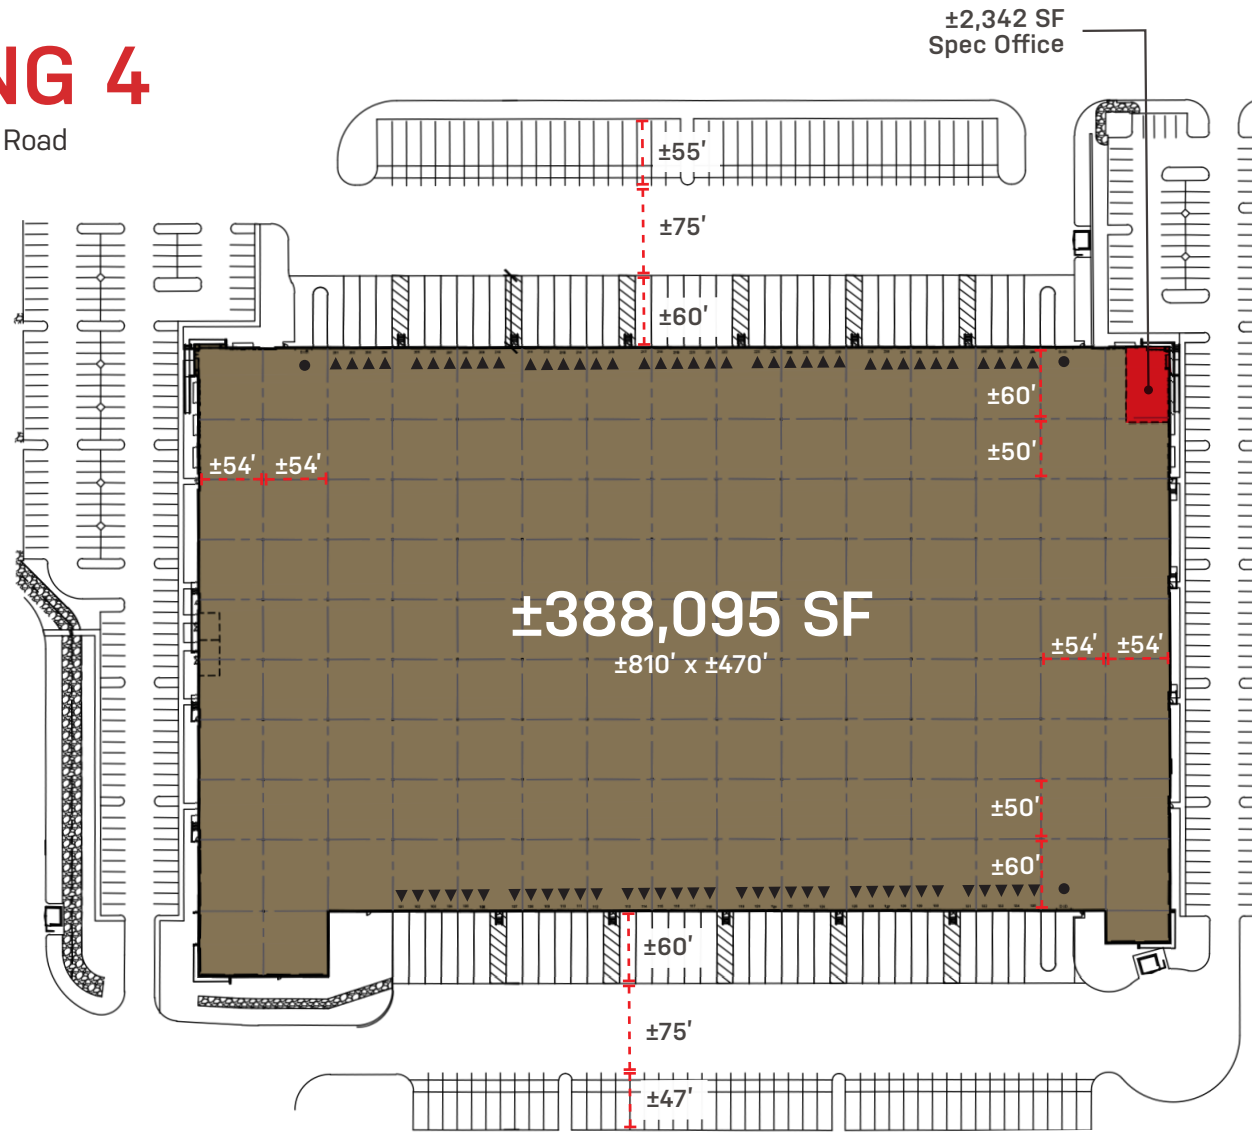 ±2,342 SF
Spec Office
NG 4
Road
±55'
±75'
±60'
±60'
±50'
±54' ±54'
±388,095 SF
±810' x ±470'
±54' ±54'
±50'
±60'
±60'
±75'
±47'